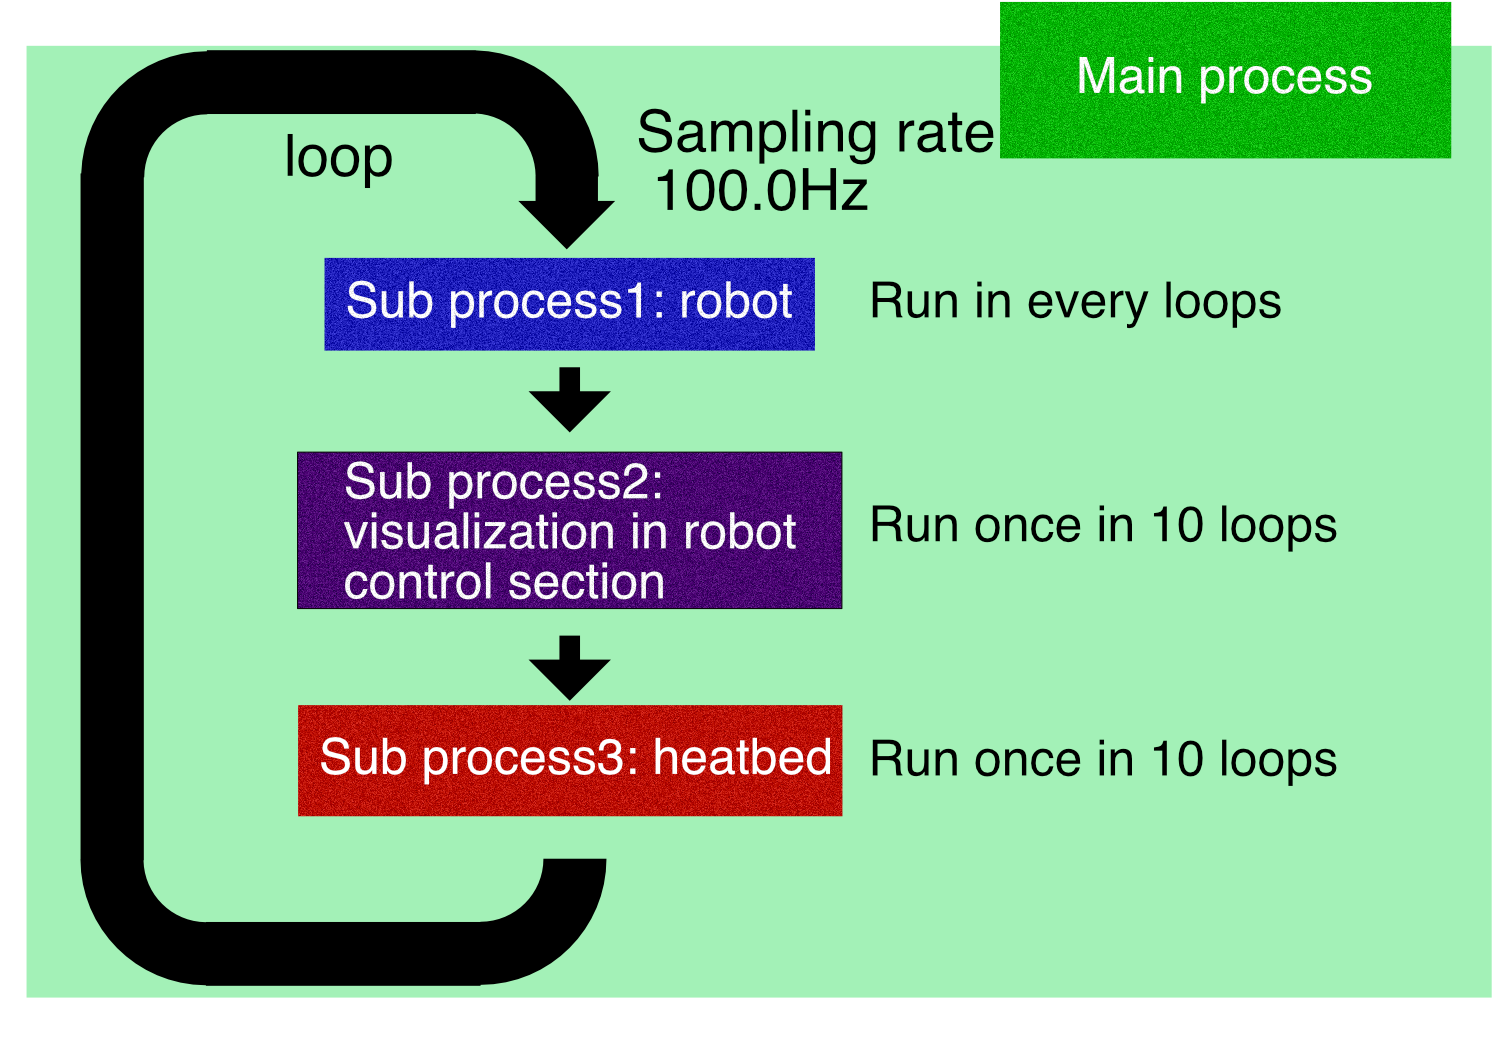 Main process
loop
Sampling rate
100.0Hz
Sub process1: robot
Run in every loops
Sub process2:
visualization in robot
control section
Run once in 10 loops
Sub process3: heatbed
Run once in 10 loops